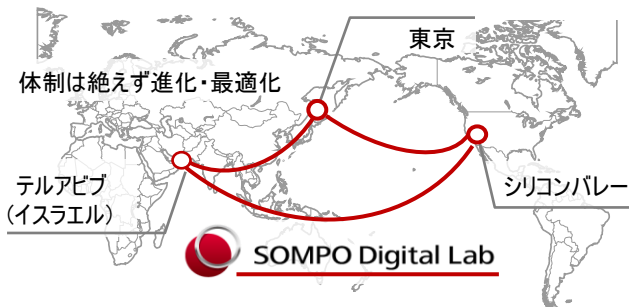 東京
体制は絶えず進化・最適化
テルアビブ
(イスラエル)
シリコンバレー
SOMPO Digital Lab